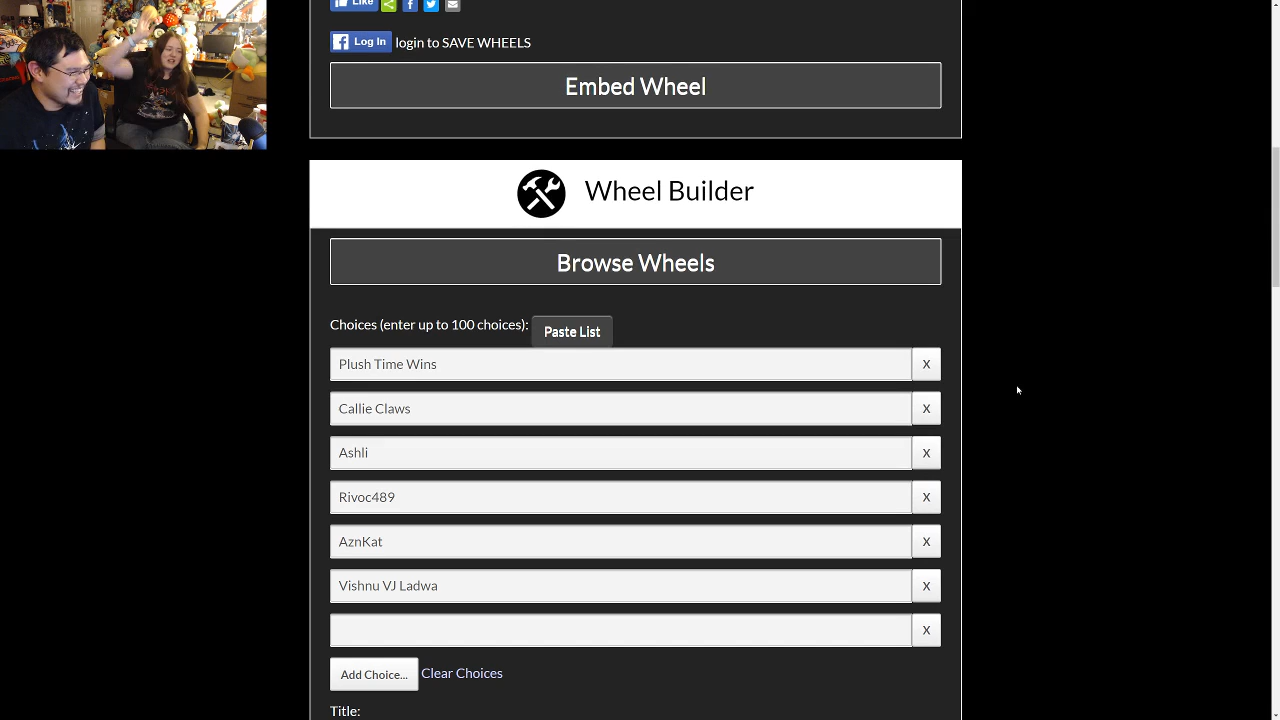 Like
Log In login to SAVE WHEELS
Embed Wheel
Wheel Builder
Browse Wheels
Choices (enter up to 100 choices): Paste List
Plush Time Wins X
Callie Claws X
Ashli X
Rivoc489 X
AznKat X
Vishnu VJ Ladwa X
X
Add Choice... Clear Choices
Title: